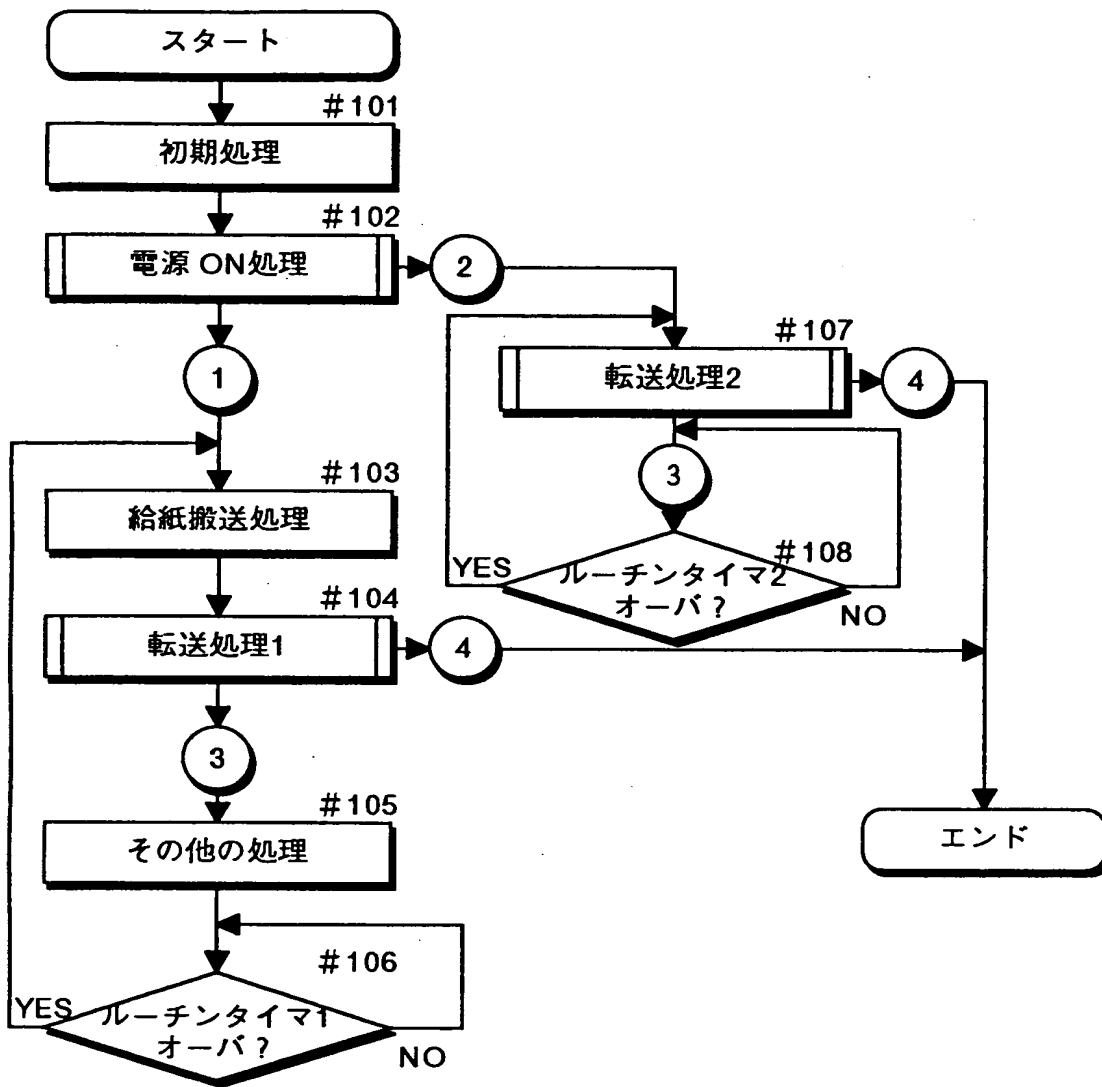 スタート
#101
初期処理
#102
電源 ON処理
2
1
#107
転送処理2
4
3
#108
YES
ルーチンタイマ2
オーバ?
NO
#103
給紙搬送処理
#104
転送処理1
4
3
#105
その他の処理
エンド
#106
YES
ルーチンタイマ1
オーバ?
NO